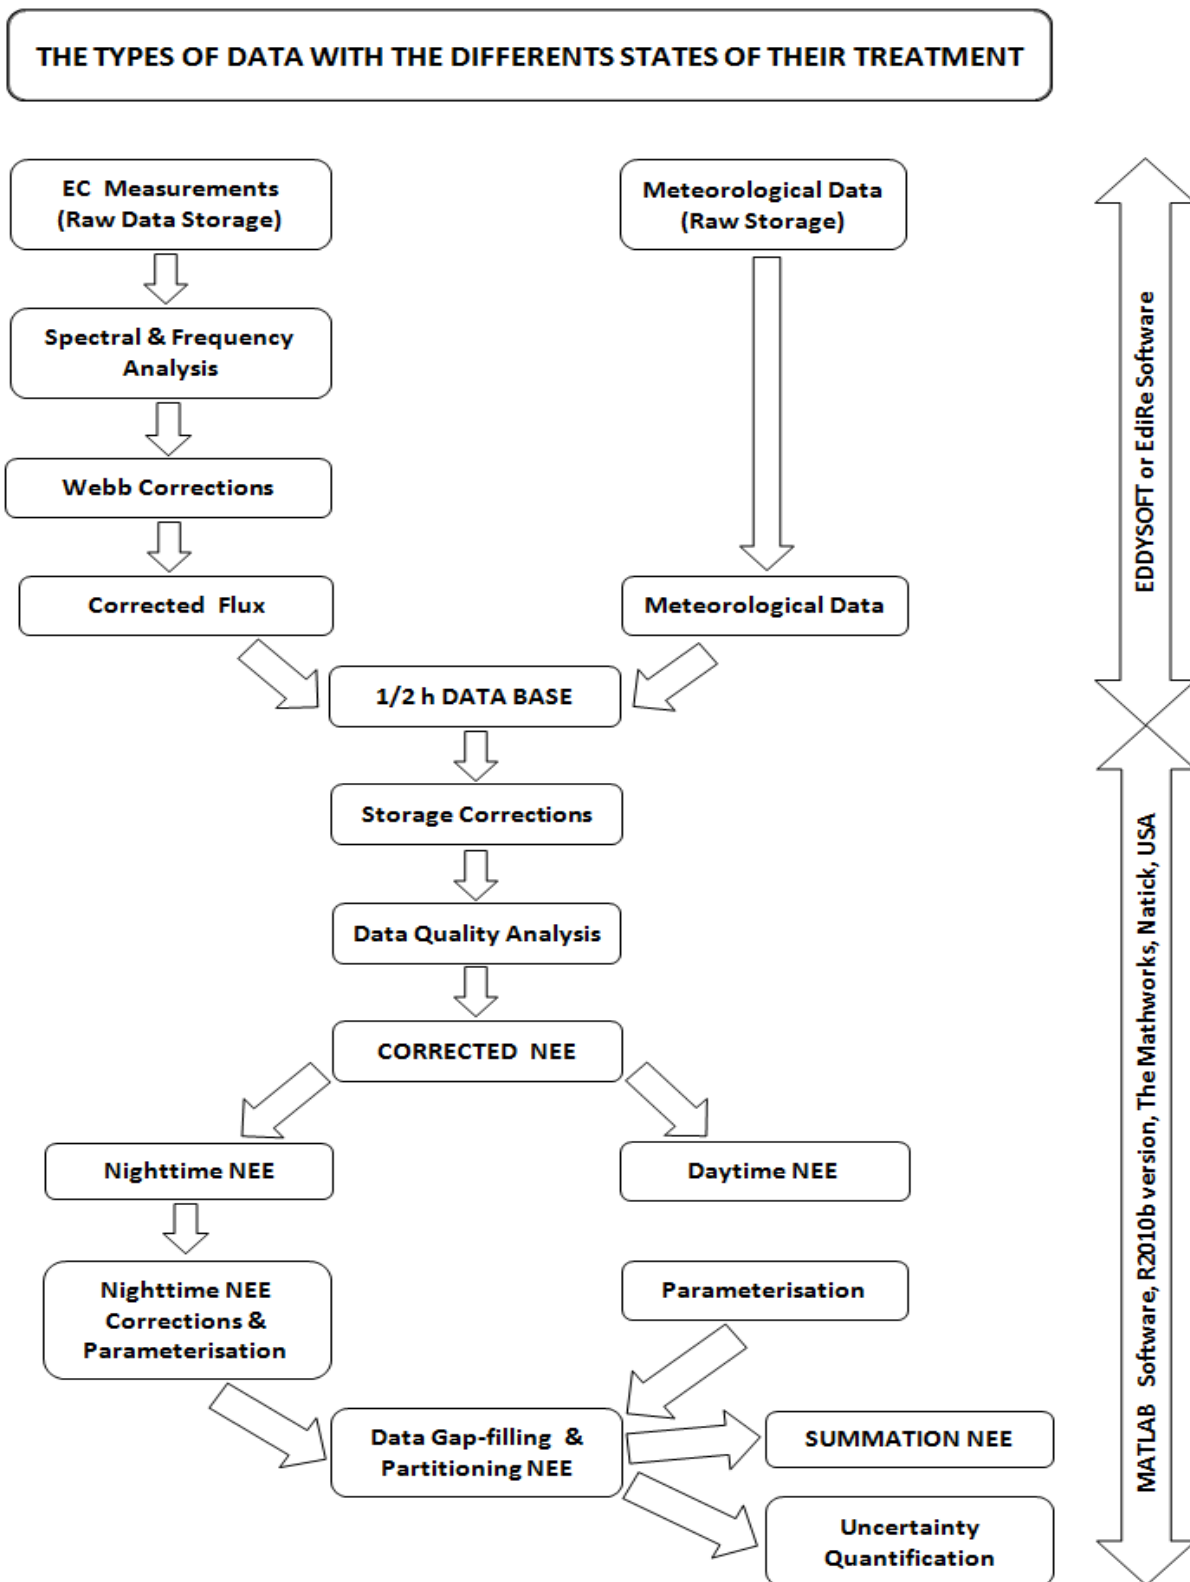 THE TYPES OF DATA WITH THE DIFFERENTS STATES OF THEIR TREATMENT
EC Measurements
(Raw Data Storage)
Meteorological Data
(Raw Storage)
Spectral & Frequency
Analysis
Webb Corrections
Corrected Flux
Meteorological Data
EDDYSOFT or EdiRe Software
1/2 h DATA BASE
Storage Corrections
Data Quality Analysis
CORRECTED NEE
Nighttime NEE
Daytime NEE
Nighttime NEE
Corrections &
Parameterisation
Parameterisation
Data Gap-filling &
Partitioning NEE
SUMMATION NEE
Uncertainty
Quantification
MATLAB Software, R2010b version, The Mathworks, Natick, USA